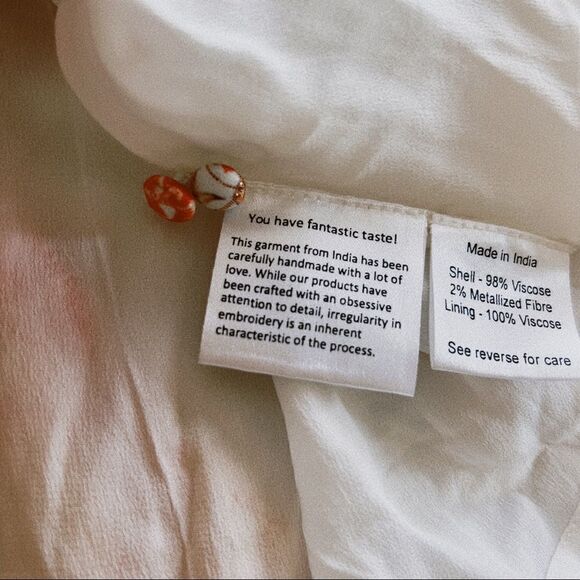 You have fantastic taste!
This garment from India has been
carefully handmade with a lot of
love. While our products have
been crafted with an obsessive
attention to detail, irregularity in
embroidery is an inherent
characteristic of the process.
Made in India
Shell - 98% Viscose
2% Metallized Fibre
Lining - 100% Viscose
See reverse for care